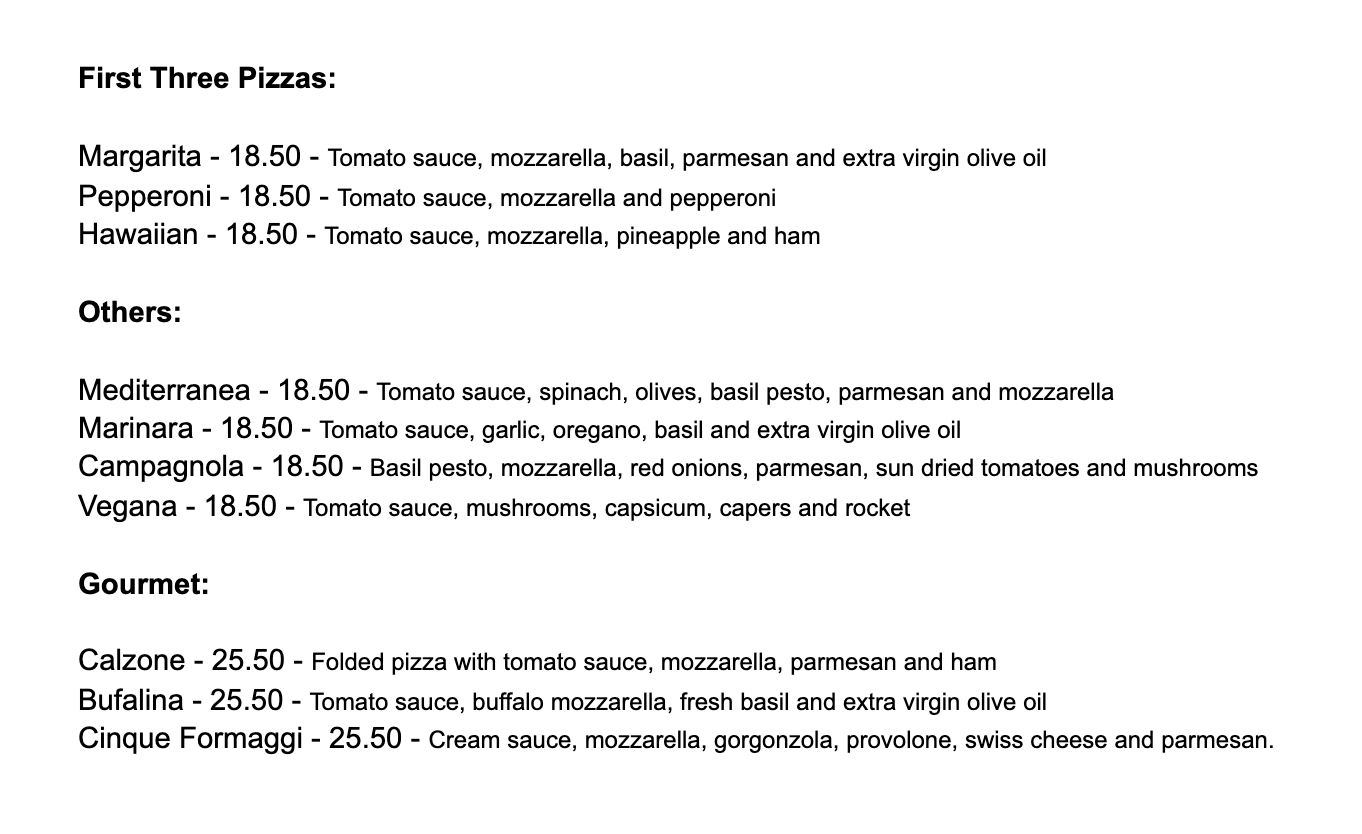 First Three Pizzas:
Margarita - 18.50 - Tomato sauce, mozzarella, basil, parmesan and extra virgin olive oil
Pepperoni - 18.50 - Tomato sauce, mozzarella and pepperoni
Hawaiian - 18.50 - Tomato sauce, mozzarella, pineapple and ham
Others:
Mediterranea - 18.50 - Tomato sauce, spinach, olives, basil pesto, parmesan and mozzarella
Marinara - 18.50 - Tomato sauce, garlic, oregano, basil and extra virgin olive oil
Campagnola - 18.50 - Basil pesto, mozzarella, red onions, parmesan, sun dried tomatoes and mushrooms
Vegana - 18.50 - Tomato sauce, mushrooms, capsicum, capers and rocket
Gourmet:
Calzone - 25.50 - Folded pizza with tomato sauce, mozzarella, parmesan and ham
Bufalina - 25.50 - Tomato sauce, buffalo mozzarella, fresh basil and extra virgin olive oil
Cinque Formaggi - 25.50 - Cream sauce, mozzarella, gorgonzola, provolone, swiss cheese and parmesan.